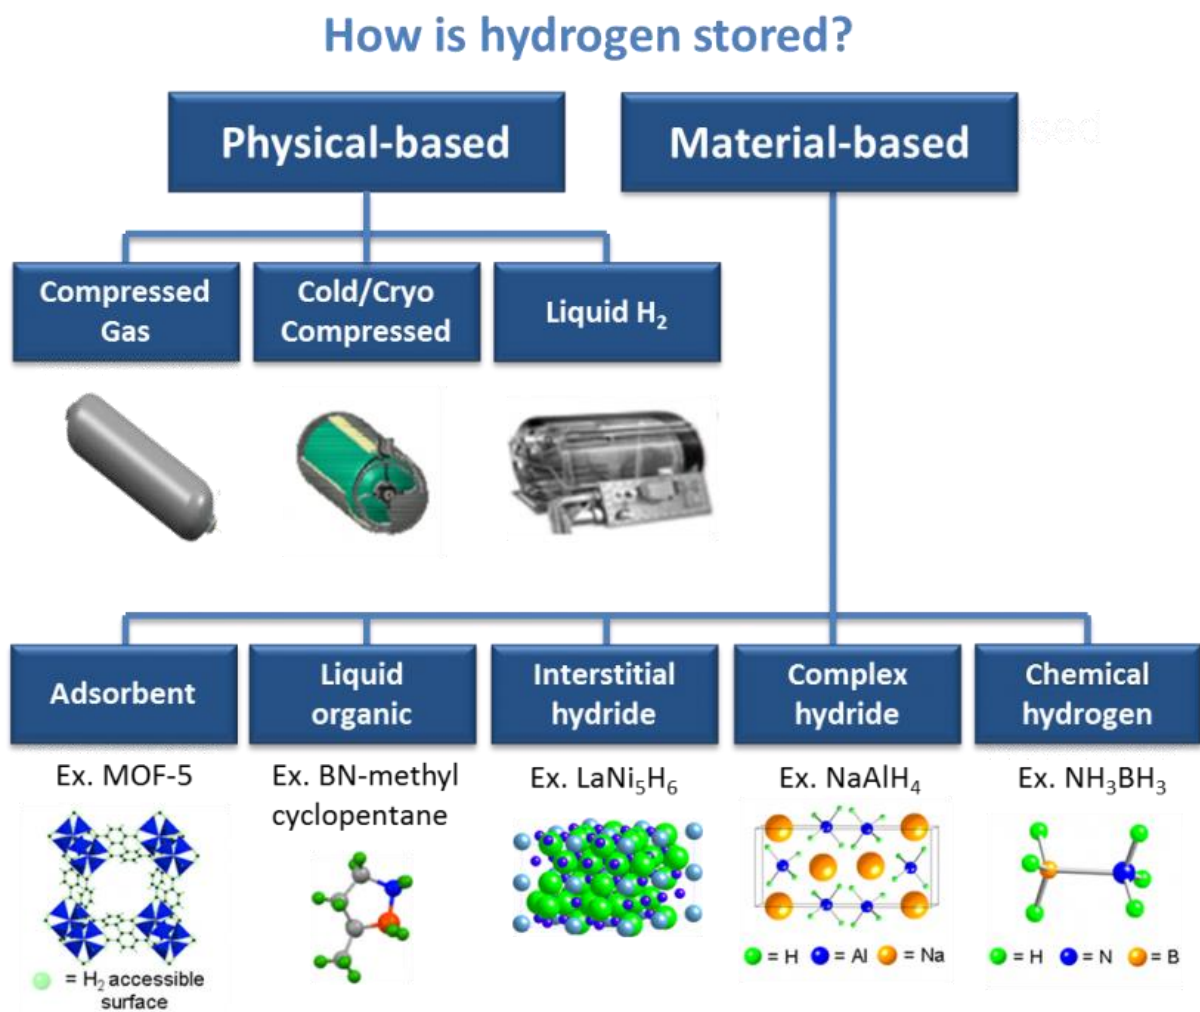 How is hydrogen stored?
Physical-based
Material-based
Compressed
Gas
Cold/Cryo
Compressed
Liquid H₂
Adsorbent
Liquid
organic
Interstitial
hydride
Complex
hydride
Chemical
hydrogen
Ex. MOF-5
Ex. BN-methyl
cyclopentane
Ex. LaNi₅H₆
Ex. NaAlH₄
Ex. NH₃BH₃
= H₂ accessible
surface
= H = Al = Na
= H = N = B